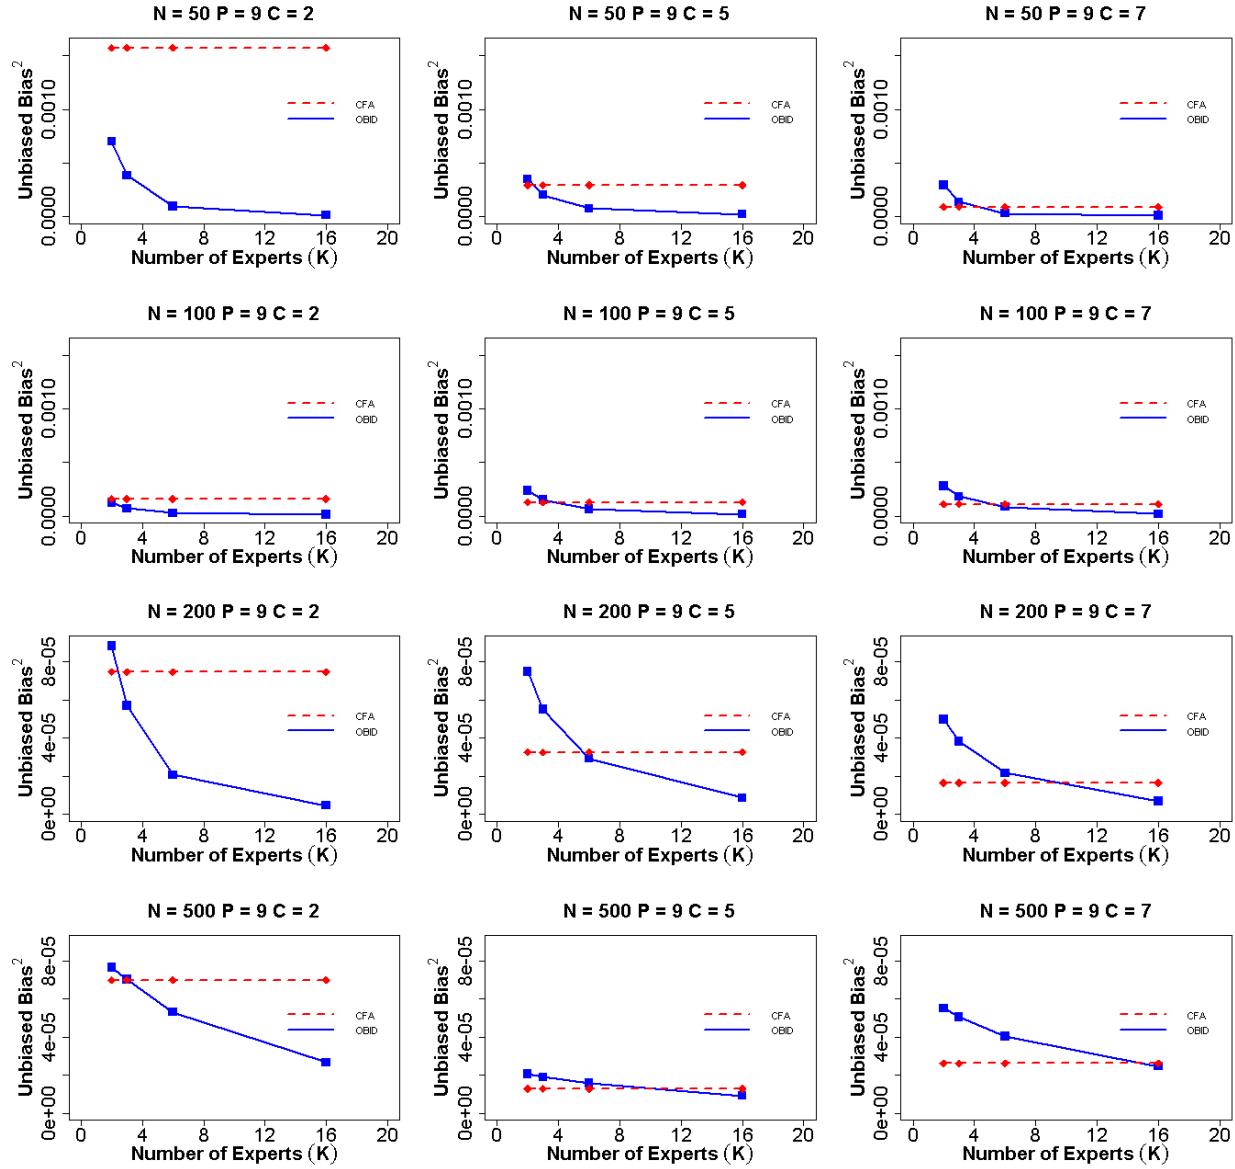 N = 50 P = 9 C = 2
Unbiased Bias²
0.0000 0.0010
CFA
OBID
0 4 8 12 16 20
Number of Experts (K)
N = 50 P = 9 C = 5
Unbiased Bias²
0.0000 0.0010
CFA
OBID
0 4 8 12 16 20
Number of Experts (K)
N = 50 P = 9 C = 7
Unbiased Bias²
0.0000 0.0010
CFA
OBID
0 4 8 12 16 20
Number of Experts (K)
N = 100 P = 9 C = 2
Unbiased Bias²
0.0000 0.0010
CFA
OBID
0 4 8 12 16 20
Number of Experts (K)
N = 100 P = 9 C = 5
Unbiased Bias²
0.0000 0.0010
CFA
OBID
0 4 8 12 16 20
Number of Experts (K)
N = 100 P = 9 C = 7
Unbiased Bias²
0.0000 0.0010
CFA
OBID
0 4 8 12 16 20
Number of Experts (K)
N = 200 P = 9 C = 2
Unbiased Bias²
0e+00 4e-05 8e-05
CFA
OBID
0 4 8 12 16 20
Number of Experts (K)
N = 200 P = 9 C = 5
Unbiased Bias²
0e+00 4e-05 8e-05
CFA
OBID
0 4 8 12 16 20
Number of Experts (K)
N = 200 P = 9 C = 7
Unbiased Bias²
0e+00 4e-05 8e-05
CFA
OBID
0 4 8 12 16 20
Number of Experts (K)
N = 500 P = 9 C = 2
Unbiased Bias²
0e+00 4e-05 8e-05
CFA
OBID
0 4 8 12 16 20
Number of Experts (K)
N = 500 P = 9 C = 5
Unbiased Bias²
0e+00 4e-05 8e-05
CFA
OBID
0 4 8 12 16 20
Number of Experts (K)
N = 500 P = 9 C = 7
Unbiased Bias²
0e+00 4e-05 8e-05
CFA
OBID
0 4 8 12 16 20
Number of Experts (K)